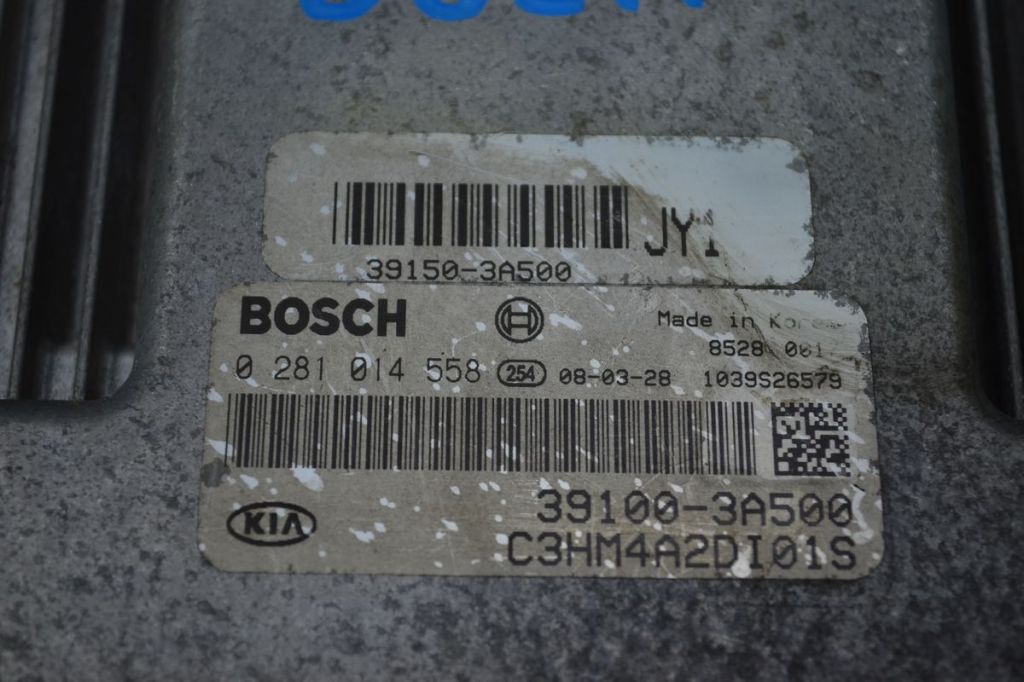 JY1
39150-3A500
BOSCH
Made in Korea
8528 001
0 281 014 558 254 08-03-28 1039S26579
KIA
39100-3A500
C3HM4A2DI01S